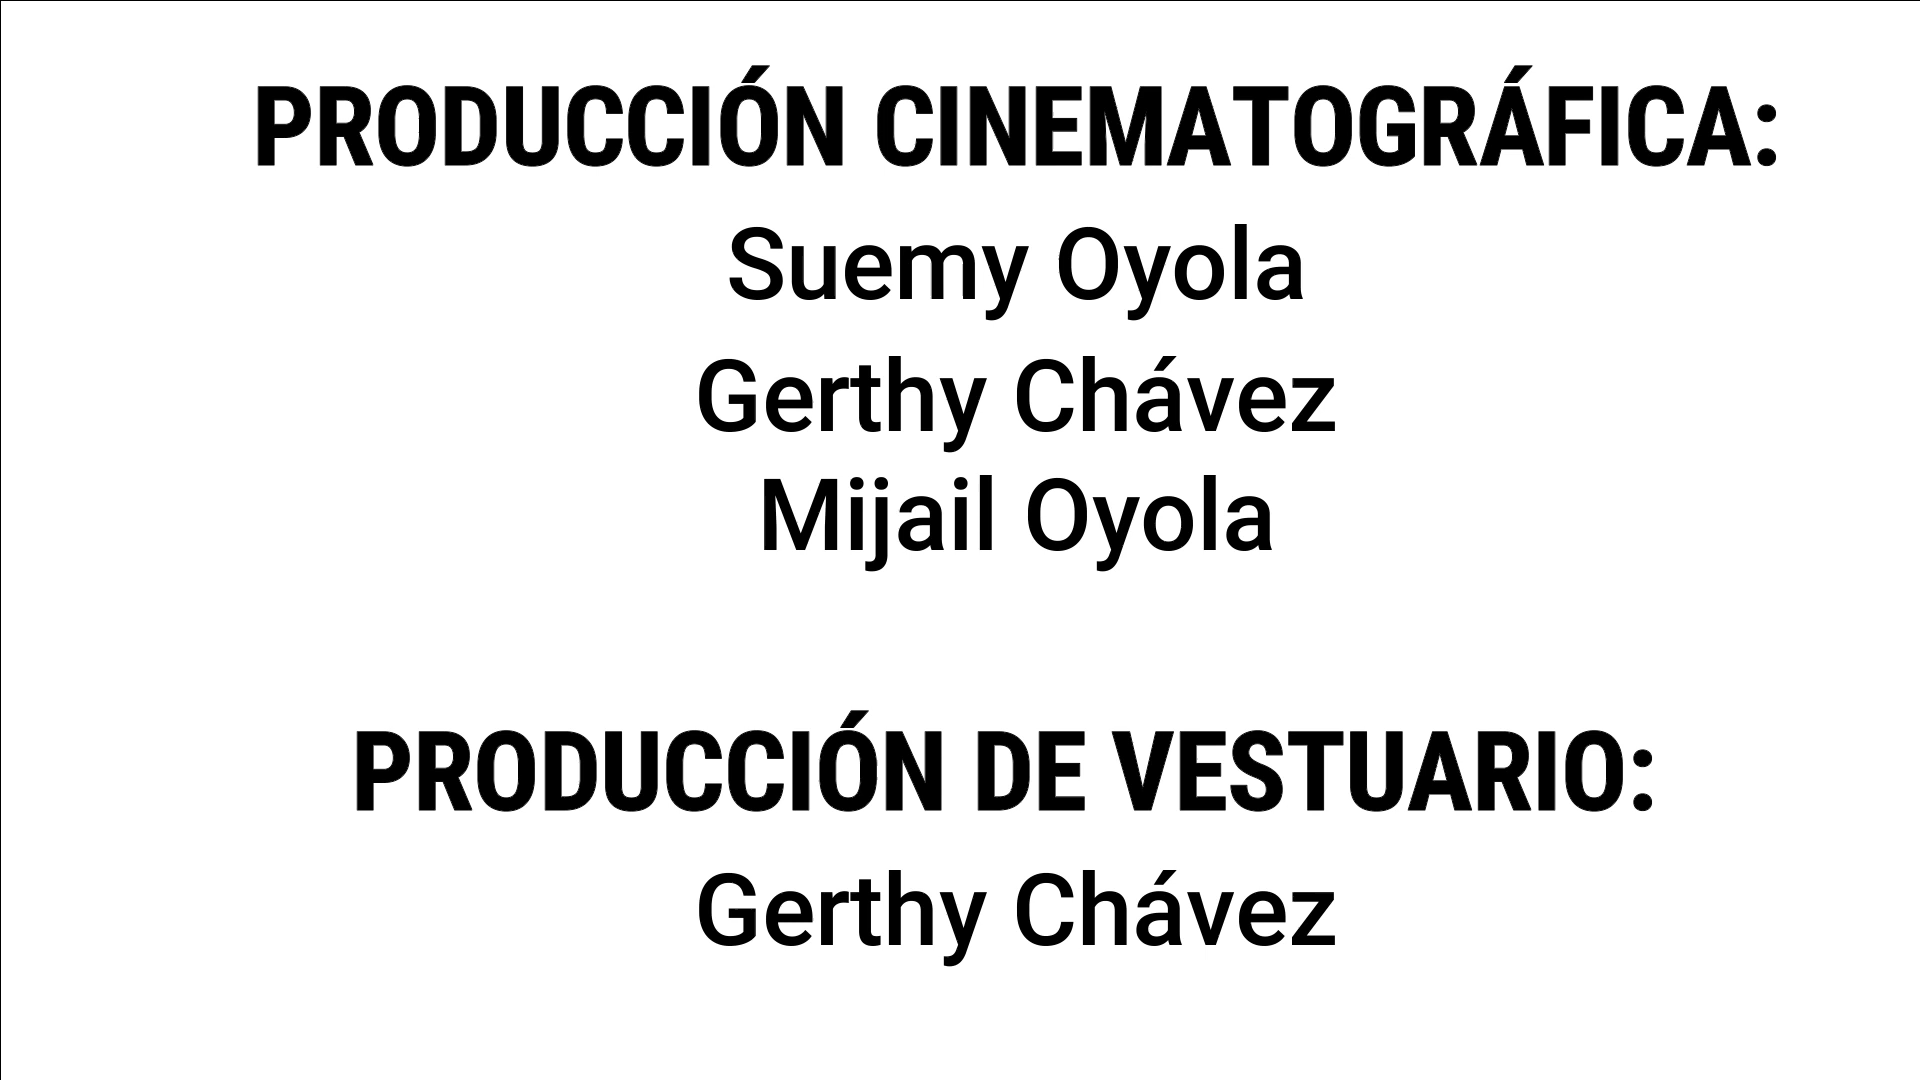 PRODUCCIÓN CINEMATOGRÁFICA:
Suemy Oyola
Gerthy Chávez
Mijail Oyola
PRODUCCIÓN DE VESTUARIO:
Gerthy Chávez